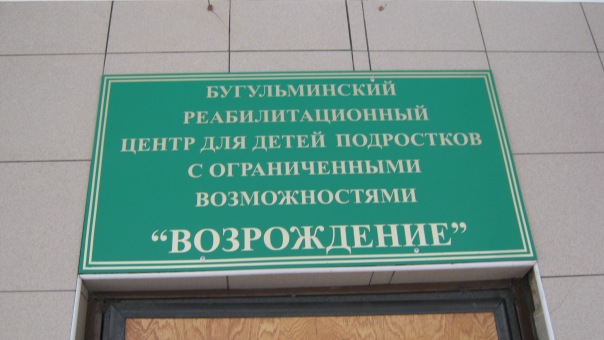 БУГУЛЬМИНСКИЙ
РЕАБИЛИТАЦИОННЫЙ
ЦЕНТР ДЛЯ ДЕТЕЙ ПОДРОСТКОВ
С ОГРАНИЧЕННЫМИ
ВОЗМОЖНОСТЯМИ
“ВОЗРОЖДЕНИЕ”